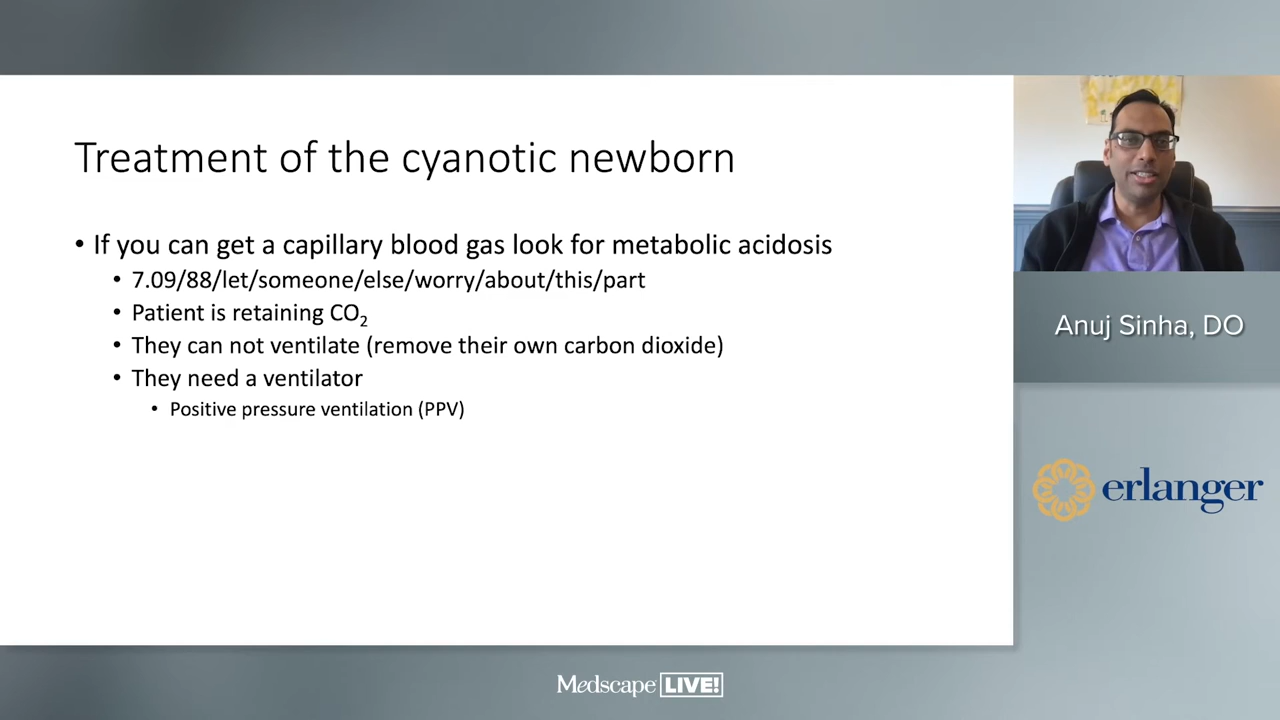 Treatment of the cyanotic newborn
• If you can get a capillary blood gas look for metabolic acidosis
• 7.09/88/let/someone/else/worry/about/this/part
• Patient is retaining CO2
• They can not ventilate (remove their own carbon dioxide)
• They need a ventilator
• Positive pressure ventilation (PPV)
Anuj Sinha, DO
erlanger
Medscape LIVE!